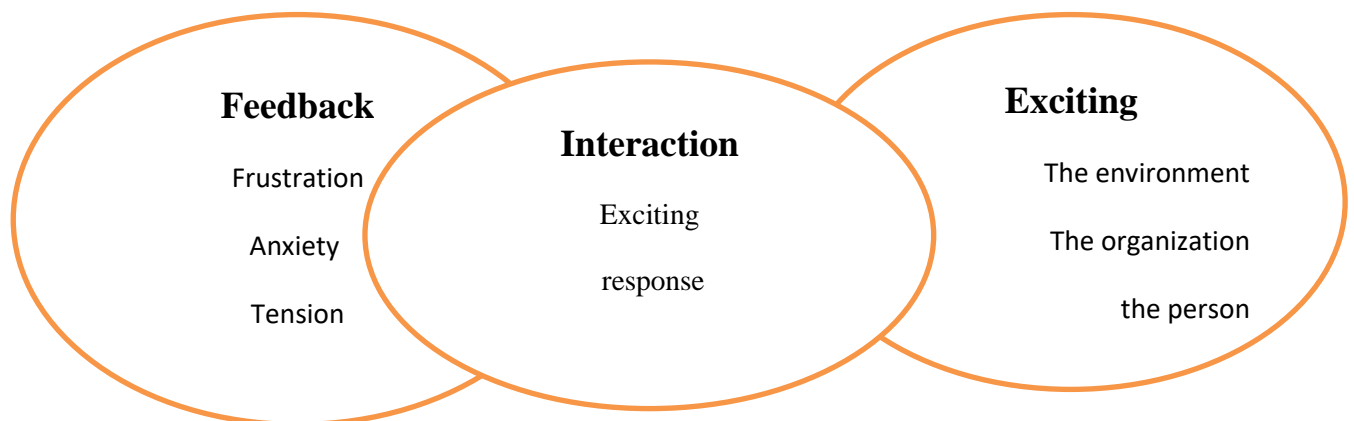 Feedback
Frustration
Anxiety
Tension
Interaction
Exciting
response
Exciting
The environment
The organization
the person